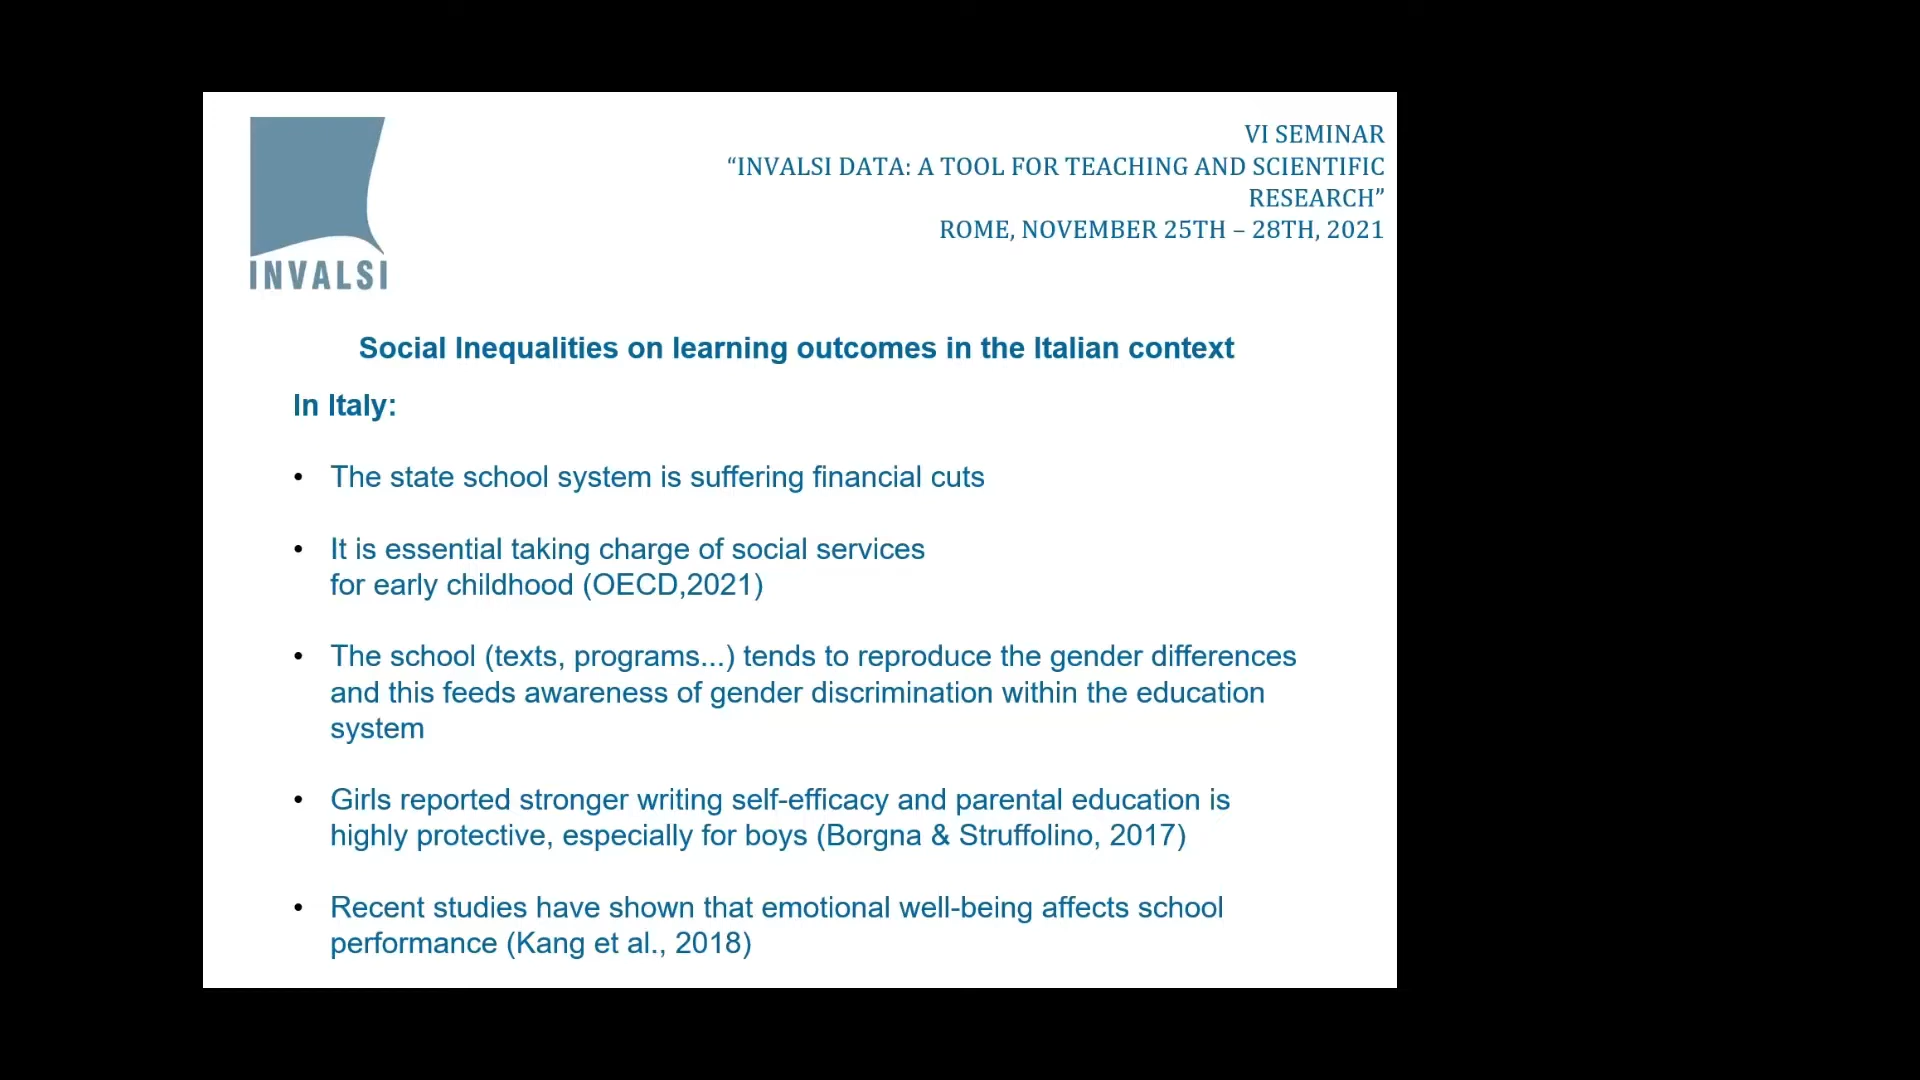 INVALSI
VI SEMINAR
“INVALSI DATA: A TOOL FOR TEACHING AND SCIENTIFIC
RESEARCH”
ROME, NOVEMBER 25TH – 28TH, 2021
Social Inequalities on learning outcomes in the Italian context
In Italy:
• The state school system is suffering financial cuts
• It is essential taking charge of social services
for early childhood (OECD,2021)
• The school (texts, programs...) tends to reproduce the gender differences
and this feeds awareness of gender discrimination within the education
system
• Girls reported stronger writing self-efficacy and parental education is
highly protective, especially for boys (Borgna & Struffolino, 2017)
• Recent studies have shown that emotional well-being affects school
performance (Kang et al., 2018)